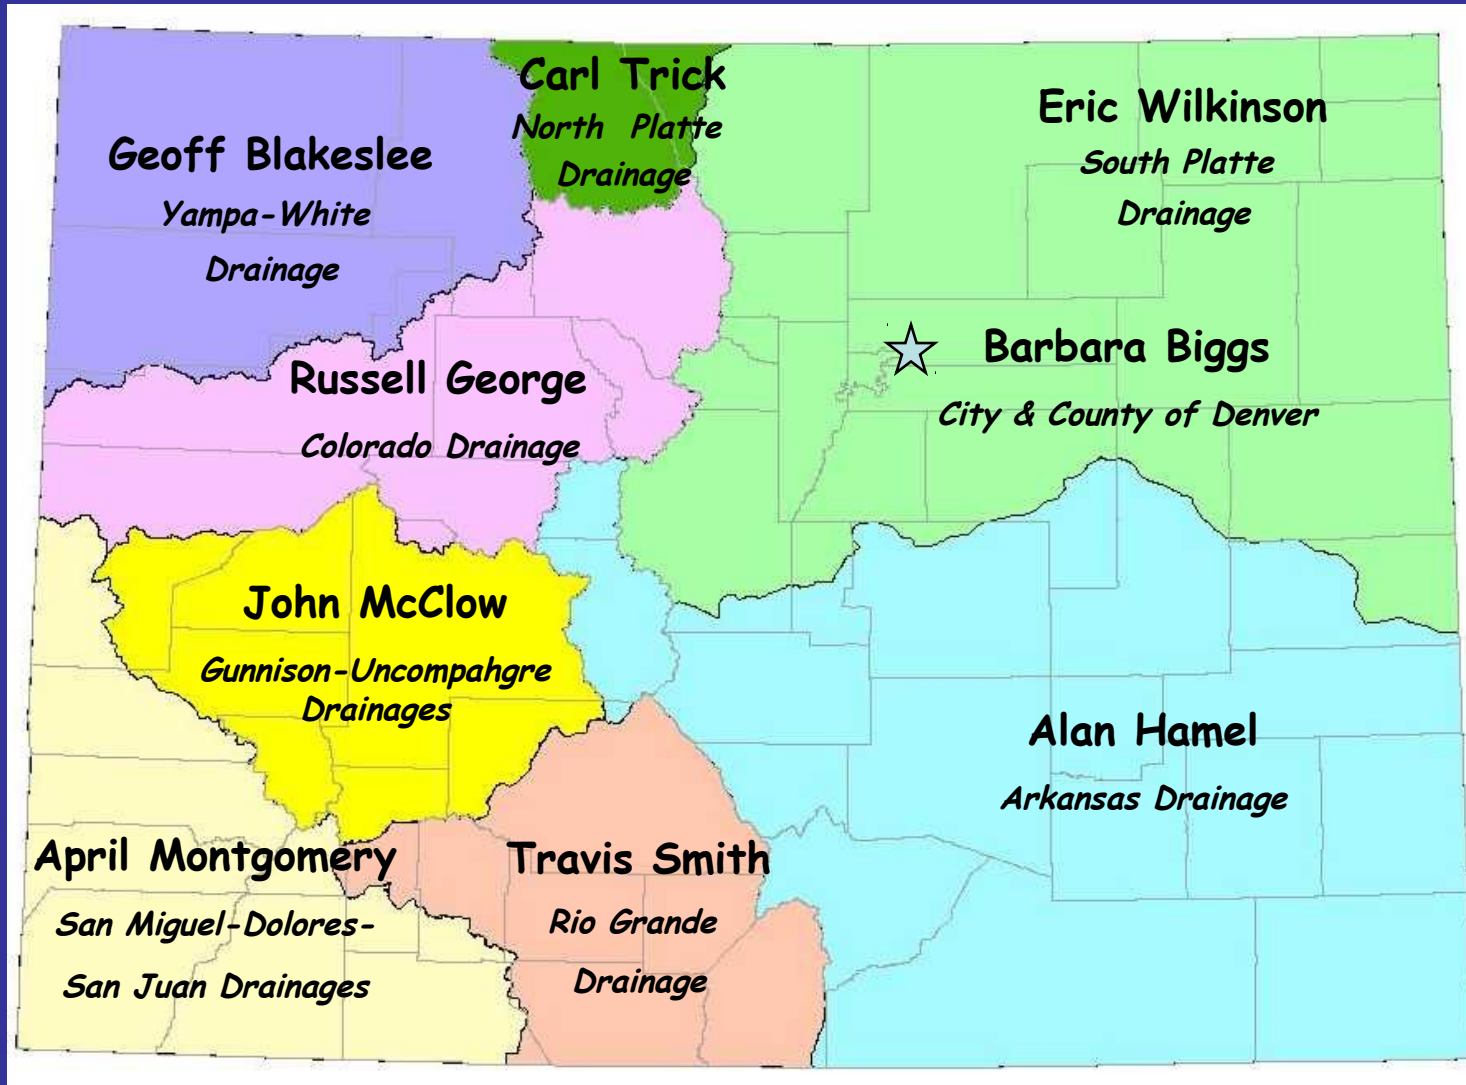 Carl Trick
North Platte
Drainage
Eric Wilkinson
South Platte
Drainage
Geoff Blakeslee
Yampa-White
Drainage
Barbara Biggs
City & County of Denver
Russell George
Colorado Drainage
John McClow
Gunnison-Uncompahgre
Drainages
Alan Hamel
Arkansas Drainage
April Montgomery
San Miguel-Dolores-
San Juan Drainages
Travis Smith
Rio Grande
Drainage